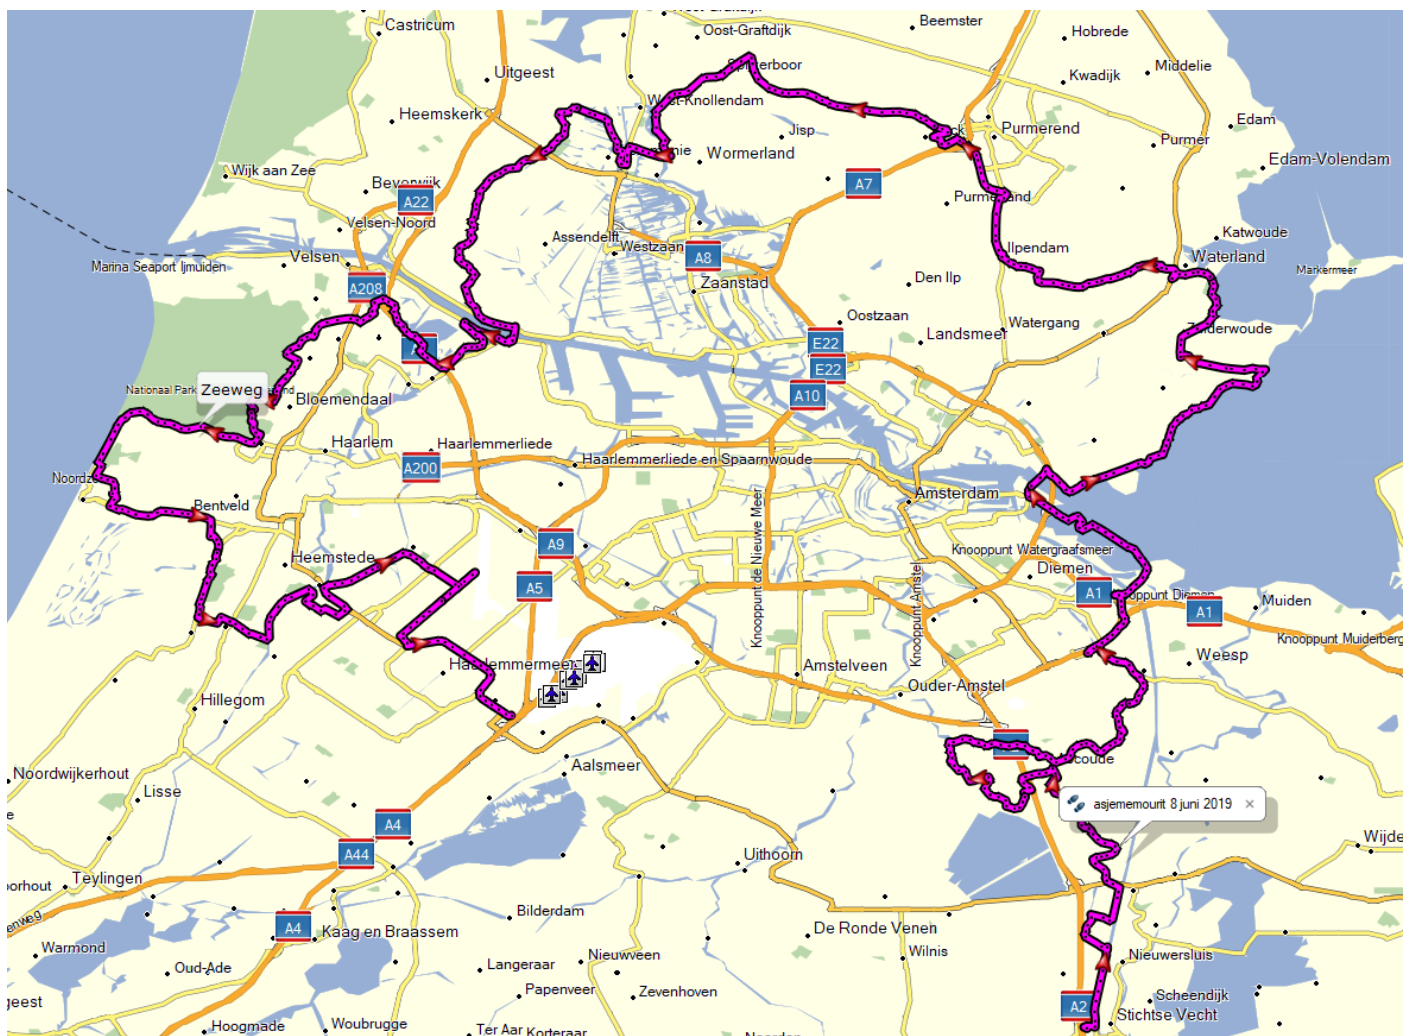 Oost-Graftdijk
Beemster
Castricum
Hobrede
Middelie
Kwadijk
Uitgeest
Heemskerk
West-Knollendam
Jisp
Purmerend
Edam
Purmer
Edam-Volendam
Wormerland
Wijk aan Zee
Beverwijk
A22
A7
Purmerland
Velsen-Noord
Assendelft
Westzaan
A8
Ilpendam
Katwoude
Waterland
Markermeer
Marina Seaport Ijmuiden
Velsen
A208
Zaanstad
Den Ilp
Oostzaan
Landsmeer
Watergang
Zuiderwoude
E22
E22
A10
Nationaal Park
Zeeweg
Bloemendaal
Haarlem
Haarlemmerliede
A200
Haarlemmerliede en Spaarnwoude
Amsterdam
Bentveld
Heemstede
A9
A5
Knooppunt de Nieuwe Meer
Knooppunt Amstel
Knooppunt Watergraafsmeer
Diemen
A1
Knooppunt Diemen
A1
Muiden
Knooppunt Muiderberg
Weesp
Haarlemmermeer
Amstelveen
Ouder-Amstel
Hillegom
Noordwijkerhout
Lisse
Aalsmeer
asjememourit 8 juni 2019 ×
A4
A44
Uithoorn
Teylingen
A4
Bilderdam
Kaag en Braassem
De Ronde Venen
Wilnis
Warmond
Oud-Ade
Langeraar
Nieuwveen
Nieuwersluis
Papenveer
Zevenhoven
A2
Scheendijk
Stichtse Vecht
Hoogmade
Woubrugge
Ter Aar
Korteraar